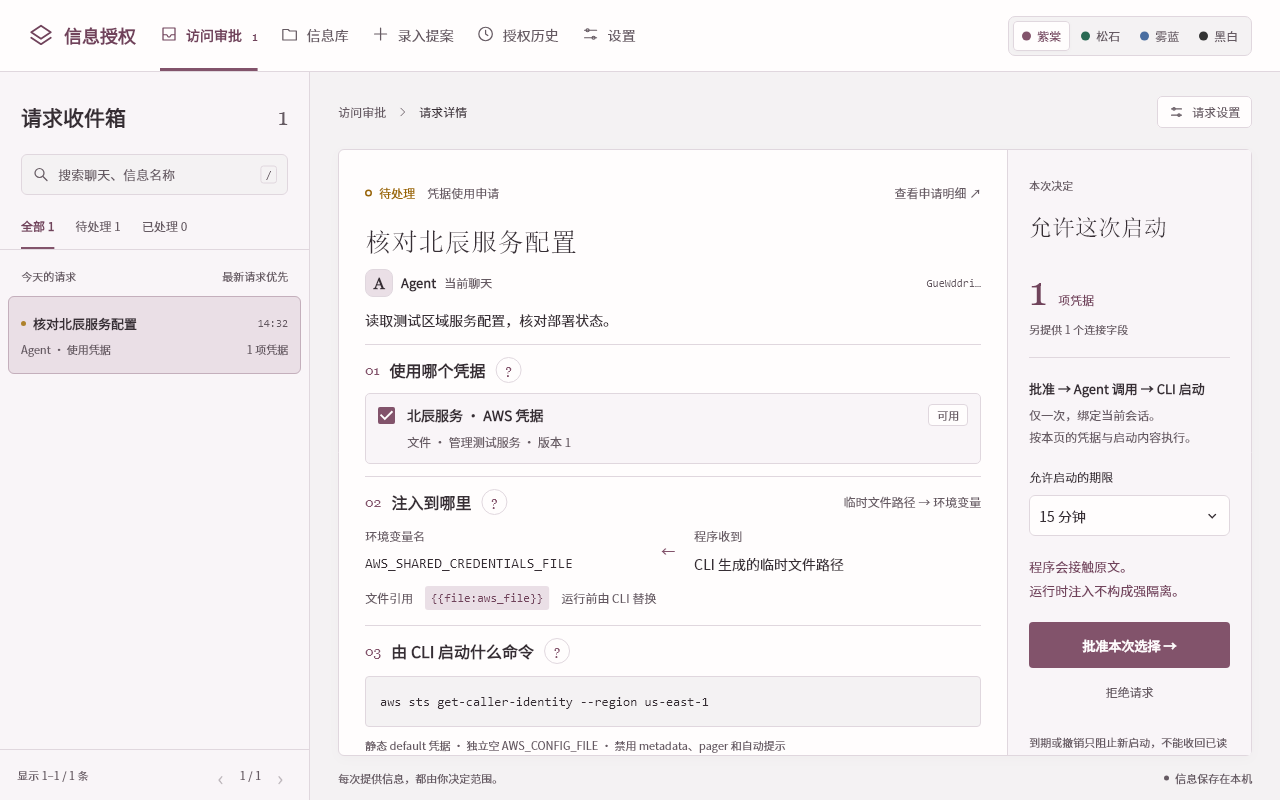 信息授权
访问审批 1
信息库
录入提案
授权历史
设置
紫棠
松石
雾蓝
黑白
请求收件箱 1
搜索聊天、信息名称 /
全部 1
待处理 1
已处理 0
今天的请求 最新请求优先
核对北辰服务配置 14:32
Agent · 使用凭据 1 项凭据
显示 1–1 / 1 条 ‹ 1 / 1 ›
访问审批 > 请求详情
请求设置
待处理 凭据使用申请 查看申请明细 ↗
核对北辰服务配置
A Agent 当前聊天 GueWddri…
读取测试区域服务配置，核对部署状态。
01 使用哪个凭据 ?
北辰服务 · AWS 凭据 可用
文件 · 管理测试服务 · 版本 1
02 注入到哪里 ? 临时文件路径 → 环境变量
环境变量名 ← 程序收到
AWS_SHARED_CREDENTIALS_FILE CLI 生成的临时文件路径
文件引用 {{file:aws_file}} 运行前由 CLI 替换
03 由 CLI 启动什么命令 ?
aws sts get-caller-identity --region us-east-1
静态 default 凭据 · 独立空 AWS_CONFIG_FILE · 禁用 metadata、pager 和自动提示
本次决定
允许这次启动
1 项凭据
另提供 1 个连接字段
批准 → Agent 调用 → CLI 启动
仅一次，绑定当前会话。
按本页的凭据与启动内容执行。
允许启动的期限
15 分钟
程序会接触原文。
运行时注入不构成强隔离。
批准本次选择 →
拒绝请求
到期或撤销只阻止新启动，不能收回已读
每次提供信息，都由你决定范围。
信息保存在本机